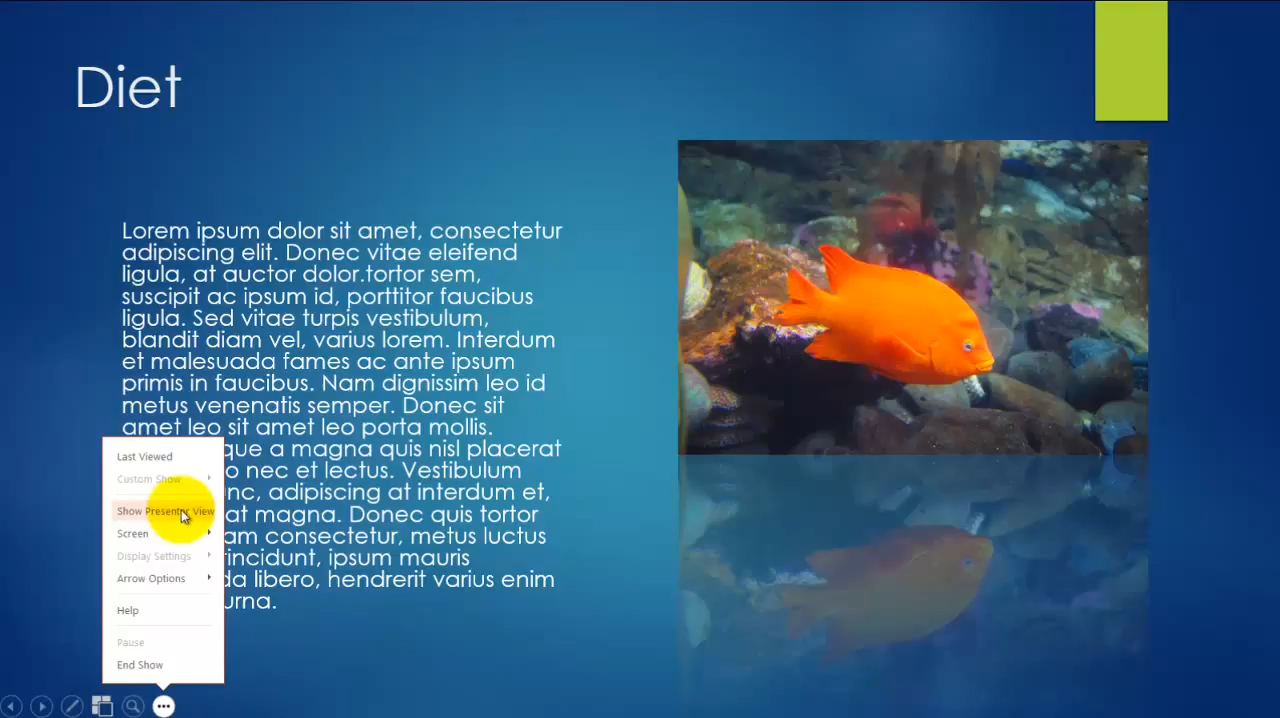 Diet
Lorem ipsum dolor sit amet, consectetur
adipiscing elit. Donec vitae eleifend
ligula, at auctor dolor.tortor sem,
suscipit ac ipsum id, porttitor faucibus
ligula. Sed vitae turpis vestibulum,
blandit diam vel, varius lorem. Interdum
et malesuada fames ac ante ipsum
primis in faucibus. Nam dignissim leo id
metus venenatis semper. Donec sit
amet leo sit amet leo porta mollis.
que a magna quis nisl placerat
o nec et lectus. Vestibulum
nc, adipiscing at interdum et,
at magna. Donec quis tortor
am consectetur, metus luctus
tincidunt, ipsum mauris
da libero, hendrerit varius enim
urna.
Last Viewed
Custom Show
Show Presenter View
Screen
Display Settings
Arrow Options
Help
Pause
End Show